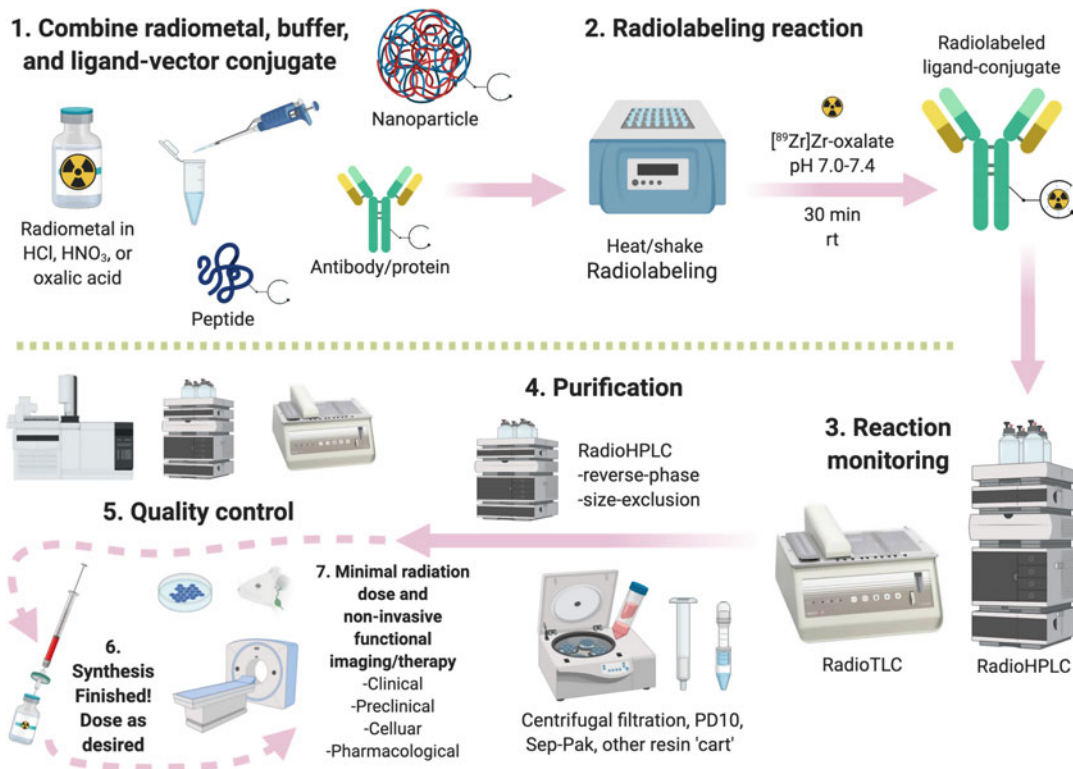 1. Combine radiometal, buffer,
and ligand-vector conjugate
Nanoparticle
Radiometal in
HCl, HNO₃, or
oxalic acid
Peptide
Antibody/protein
2. Radiolabeling reaction
Heat/shake
Radiolabeling
[⁸⁹Zr]Zr-oxalate
pH 7.0-7.4
30 min
rt
Radiolabeled
ligand-conjugate
3. Reaction
monitoring
RadioTLC
RadioHPLC
4. Purification
RadioHPLC
-reverse-phase
-size-exclusion
Centrifugal filtration, PD10,
Sep-Pak, other resin 'cart'
5. Quality control
6.
Synthesis
Finished!
Dose as
desired
7. Minimal radiation
dose and
non-invasive
functional
imaging/therapy
-Clinical
-Preclinical
-Celluar
-Pharmacological